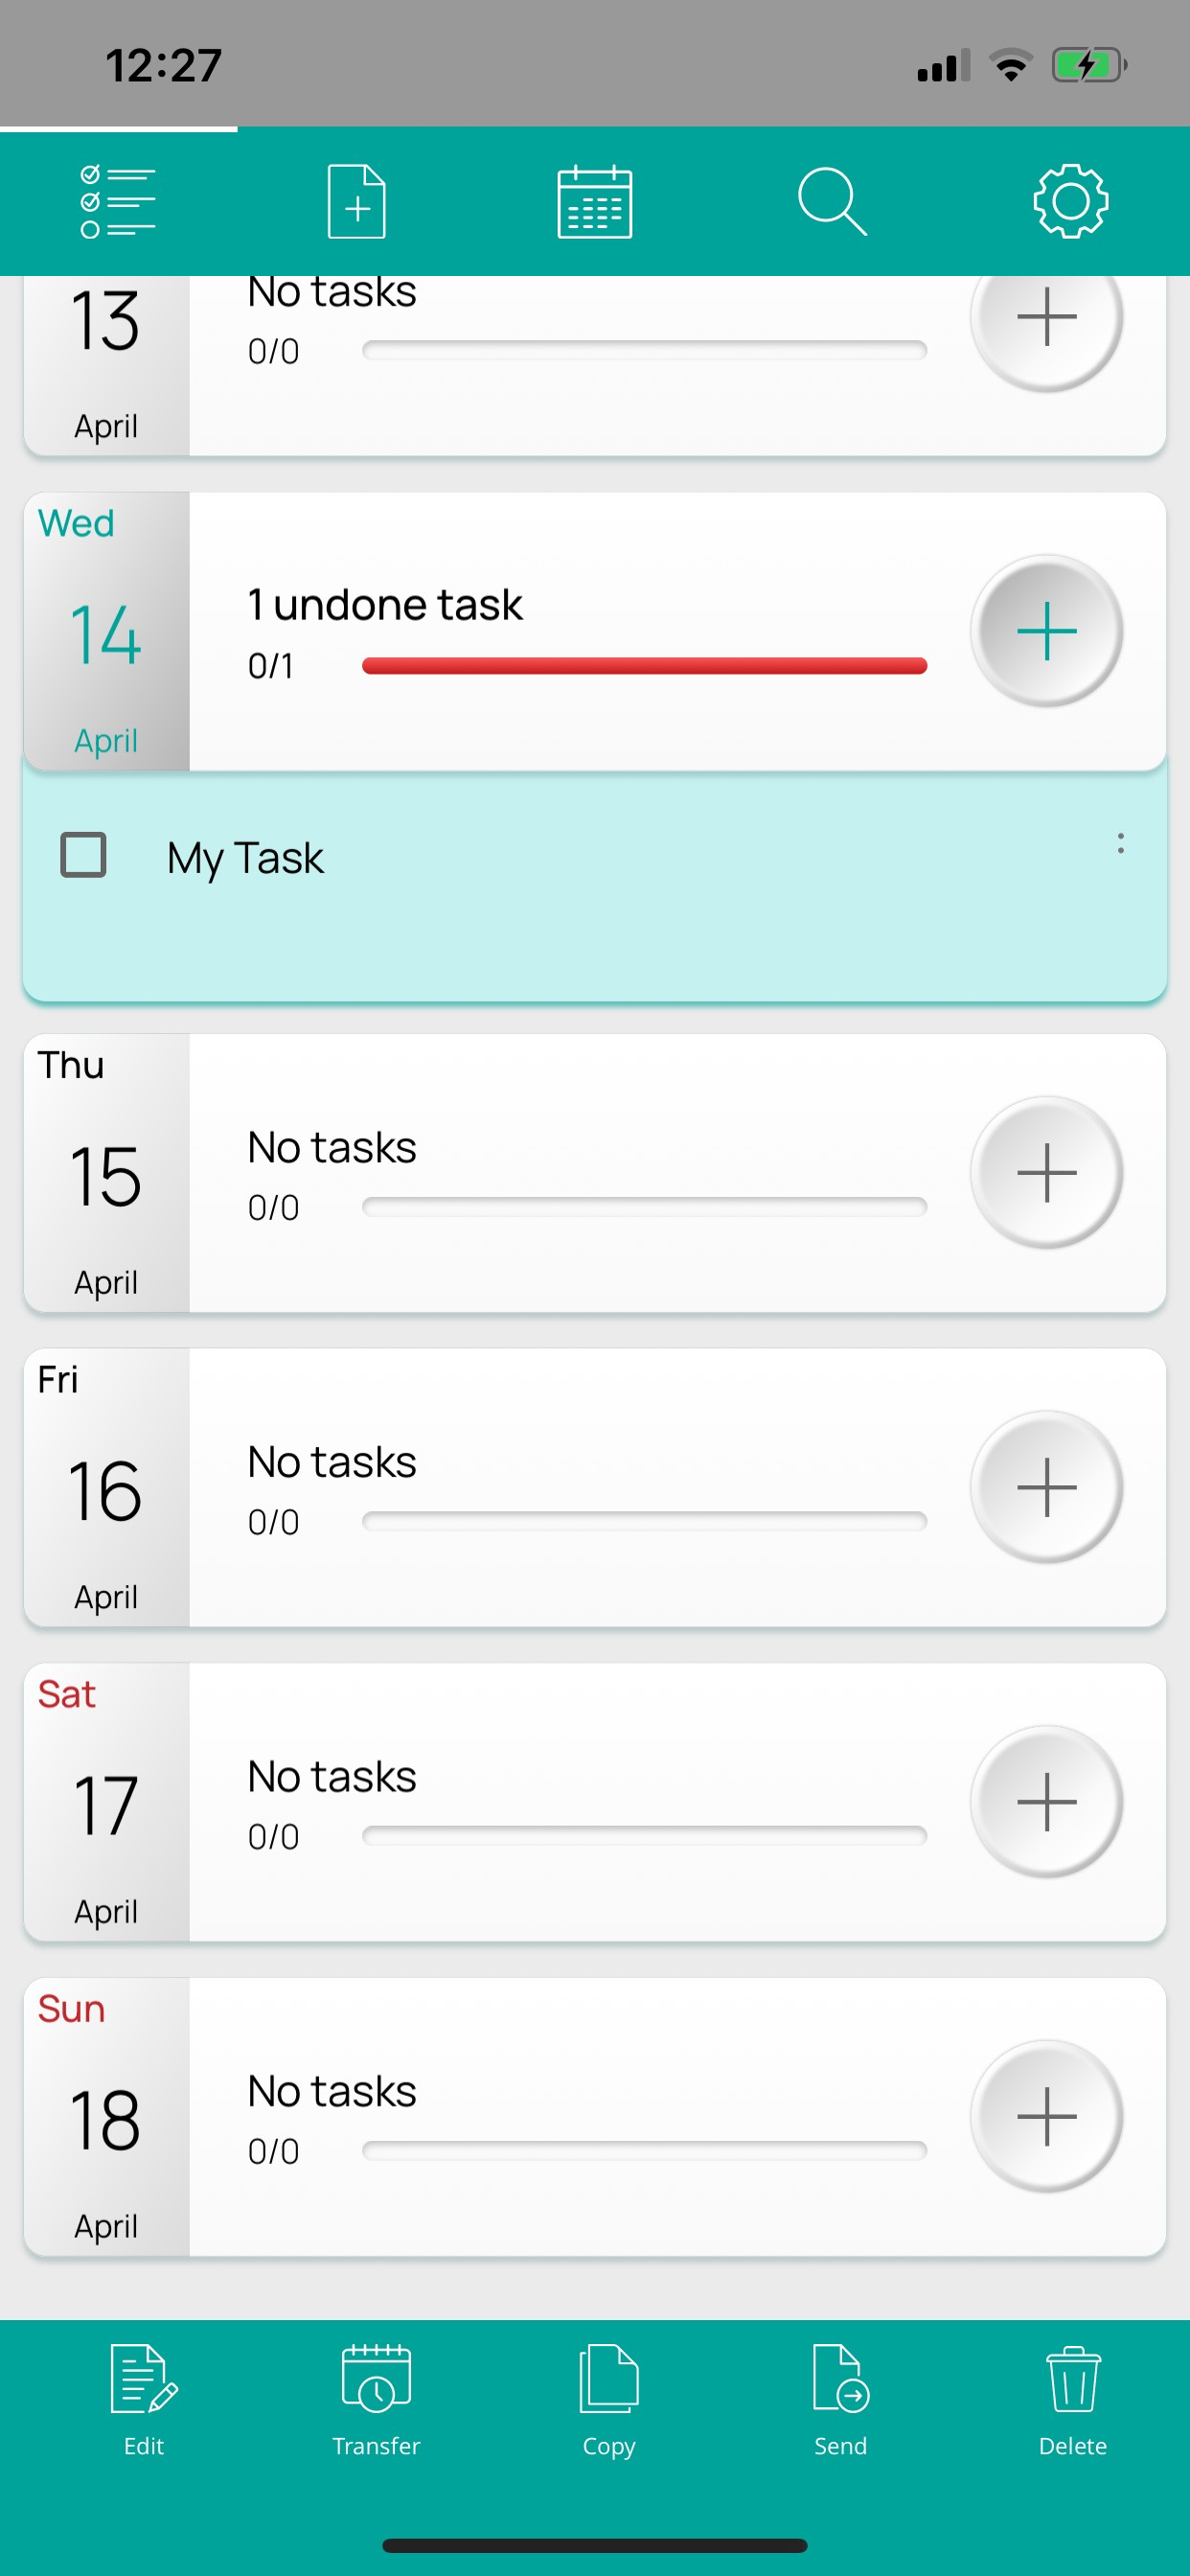 12:27
13
April
No tasks
0/0
Wed
14
April
1 undone task
0/1
My Task
Thu
15
April
No tasks
0/0
Fri
16
April
No tasks
0/0
Sat
17
April
No tasks
0/0
Sun
18
April
No tasks
0/0
Edit
Transfer
Copy
Send
Delete